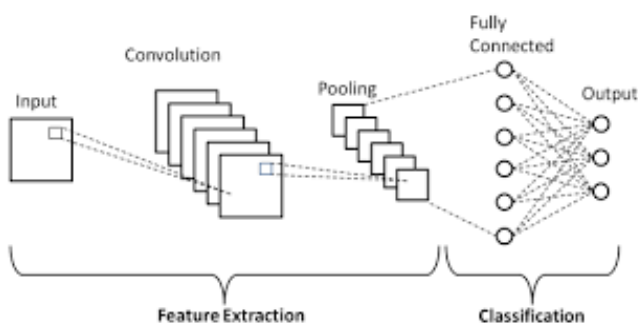 Fully
Connected
Convolution
Pooling
Input
Output
Feature Extraction
Classification